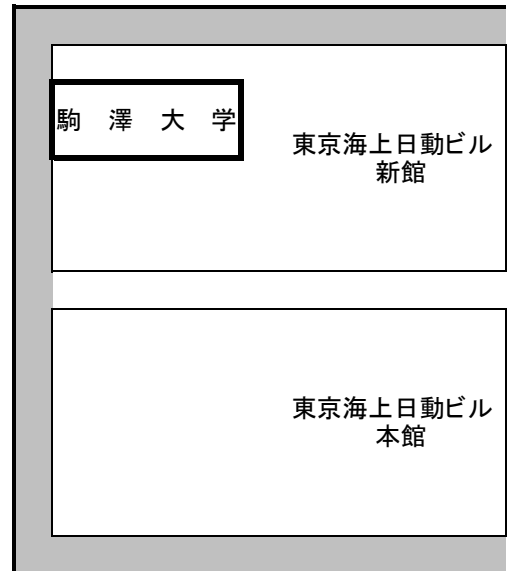 駒 澤 大 学
東京海上日動ビル
新館
東京海上日動ビル
本館